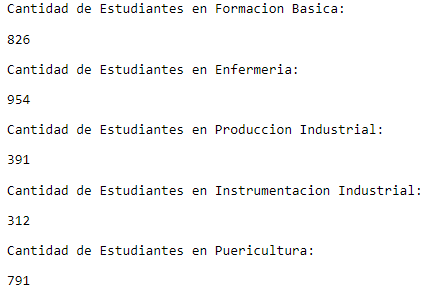 Cantidad de Estudiantes en Formacion Basica:
826
Cantidad de Estudiantes en Enfermeria:
954
Cantidad de Estudiantes en Produccion Industrial:
391
Cantidad de Estudiantes en Instrumentacion Industrial:
312
Cantidad de Estudiantes en Puericultura:
791